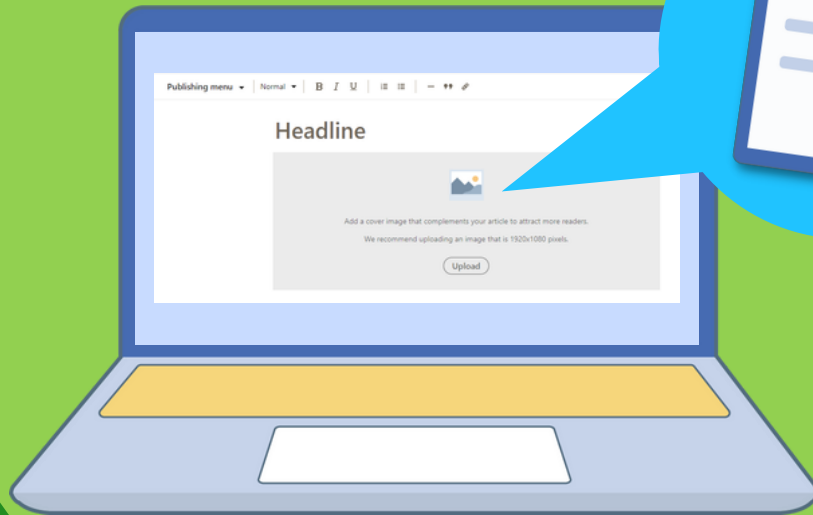 Publishing menu Normal B I U
Headline
Add a cover image that complements your article to attract more readers.
We recommend uploading an image that is 1920x1080 pixels.
Upload